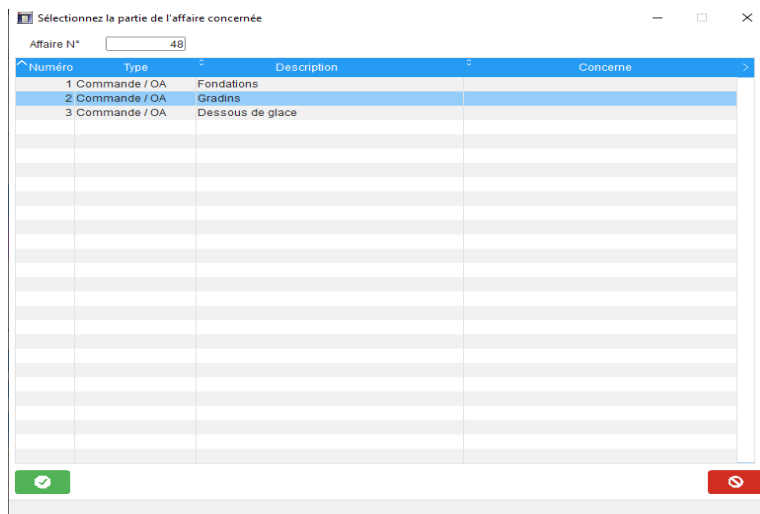 Sélectionnez la partie de l'affaire concernée
Affaire N° 48
Numéro Type Description Concerne
1 Commande / OA Fondations
2 Commande / OA Gradins
3 Commande / OA Dessous de glace